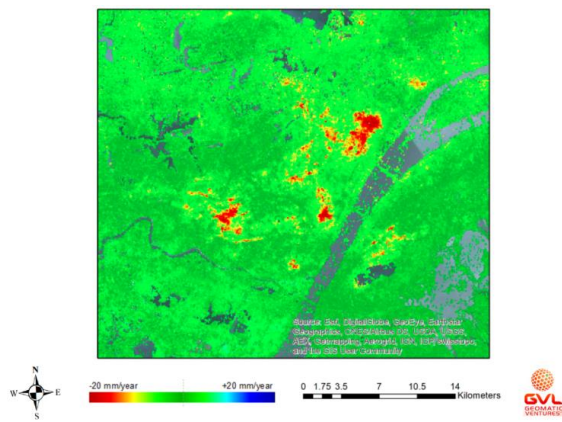 Source: Esri, DigitalGlobe, GeoEye, Earthstar
Geographics, CNES/Airbus DS, USDA, USGS,
AEX, Getmapping, Aerogrid, IGN, IGP, swisstopo,
and the GIS User Community
N
W E
S
-20 mm/year +20 mm/year
0 1.75 3.5 7 10.5 14
Kilometers
GVL
GEOMATIC
VENTURES